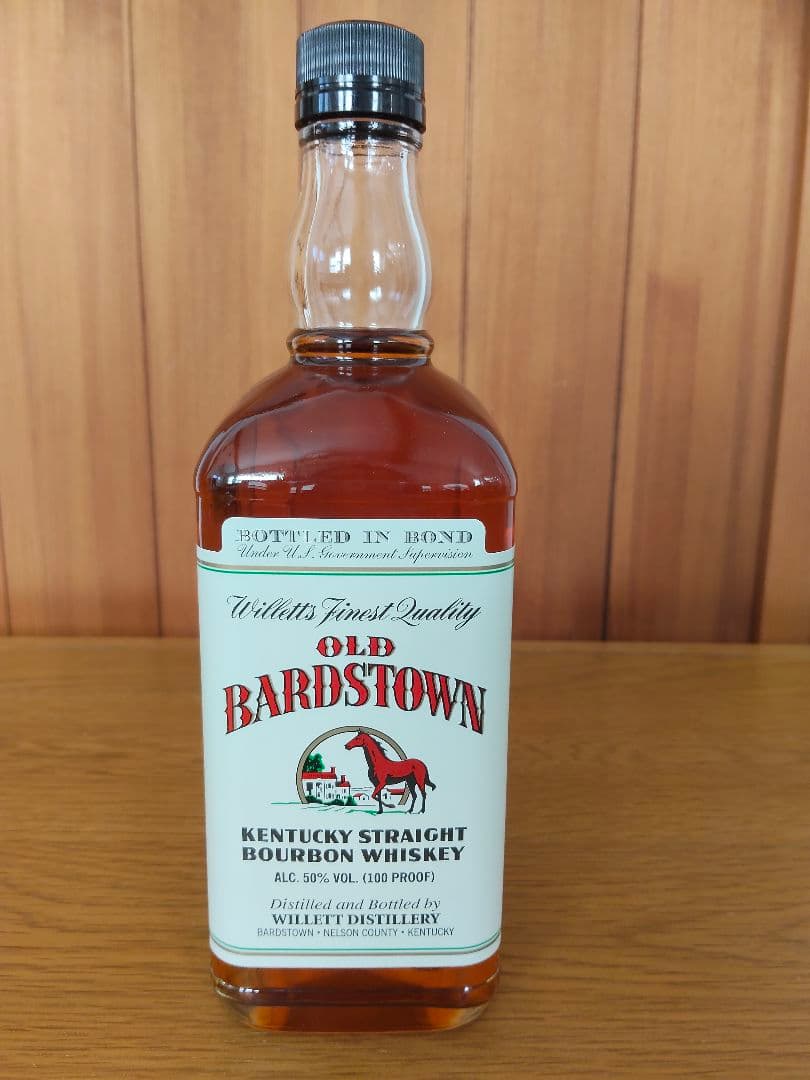 BOTTLED IN BOND
Under U.S. Government Supervision
Willett's Finest Quality
OLD
BARDSTOWN
KENTUCKY STRAIGHT
BOURBON WHISKEY
ALC. 50% VOL. (100 PROOF)
Distilled and Bottled by
WILLETT DISTILLERY
BARDSTOWN • NELSON COUNTY • KENTUCKY